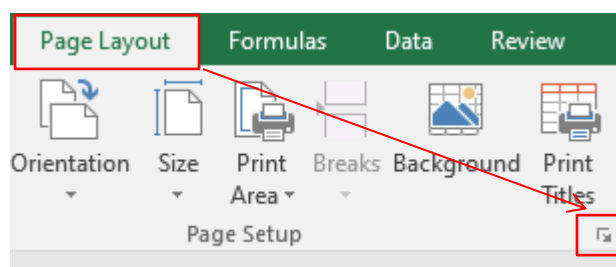 Page Layout Formulas Data Review
Orientation Size Print Area Breaks Background Print Titles
Page Setup